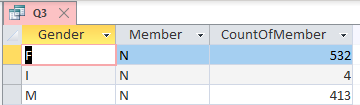 Q3
Gender Member CountOfMember
F N 532
I N 4
M N 413